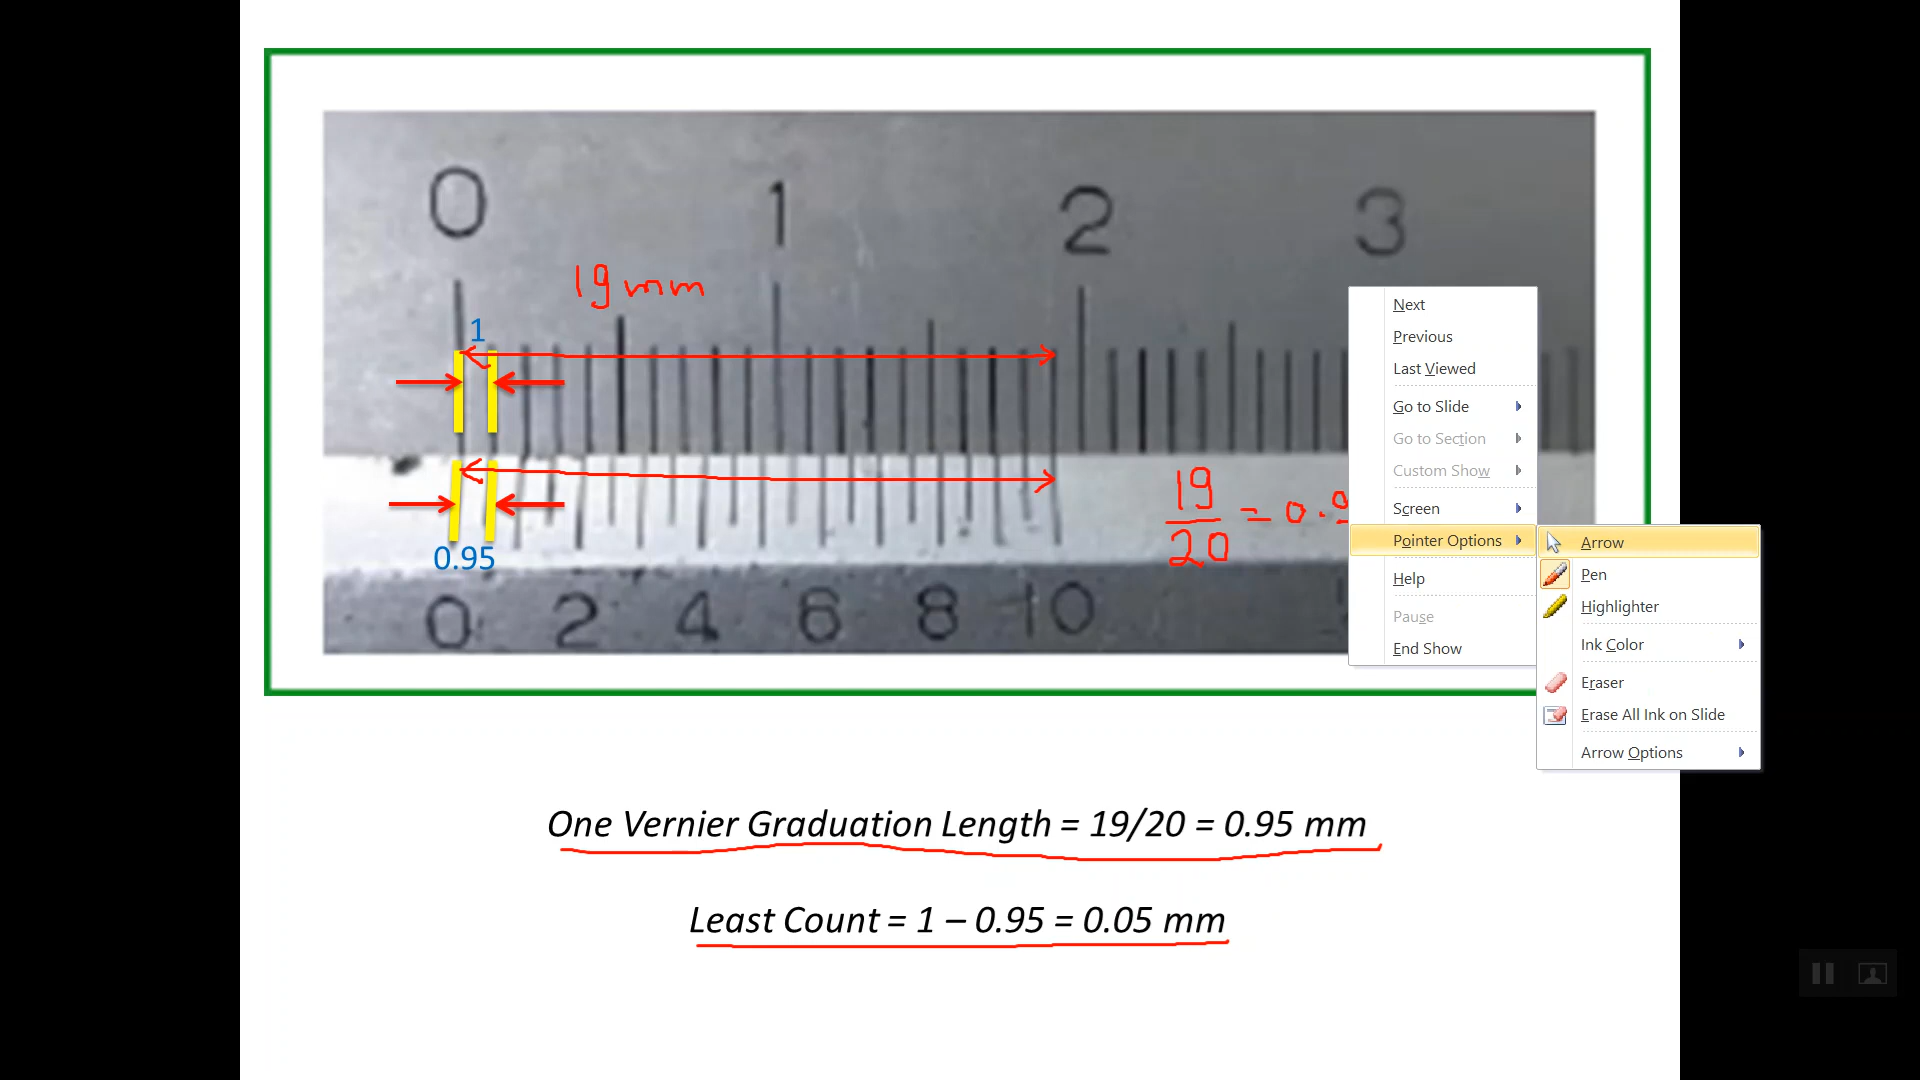 0 1 2 3
19 mm
1
19
20
= 0.9
0.95
0 2 4 6 8 10
Next
Previous
Last Viewed
Go to Slide
Go to Section
Custom Show
Screen
Pointer Options
Help
Pause
End Show
Arrow
Pen
Highlighter
Ink Color
Eraser
Erase All Ink on Slide
Arrow Options
One Vernier Graduation Length = 19/20 = 0.95 mm
Least Count = 1 – 0.95 = 0.05 mm